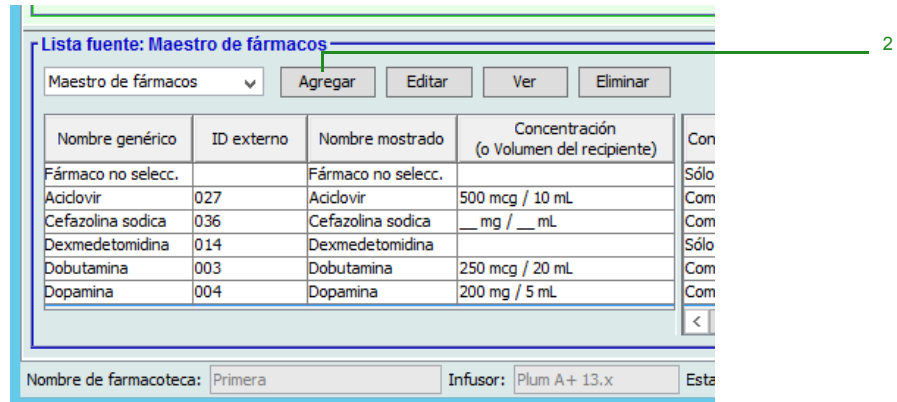 Lista fuente: Maestro de fármacos
2
Maestro de fármacos Agregar Editar Ver Eliminar
Nombre genérico ID externo Nombre mostrado Concentración (o Volumen del recipiente) Con
Fármaco no selecc. Fármaco no selecc. Sólo
Aciclovir 027 Aciclovir 500 mcg / 10 mL Com
Cefazolina sodica 036 Cefazolina sodica __ mg / __ mL Com
Dexmedetomidina 014 Dexmedetomidina Sólo
Dobutamina 003 Dobutamina 250 mcg / 20 mL Com
Dopamina 004 Dopamina 200 mg / 5 mL Com
Nombre de farmacoteca: Primera Infusor: Plum A+ 13.x Esta